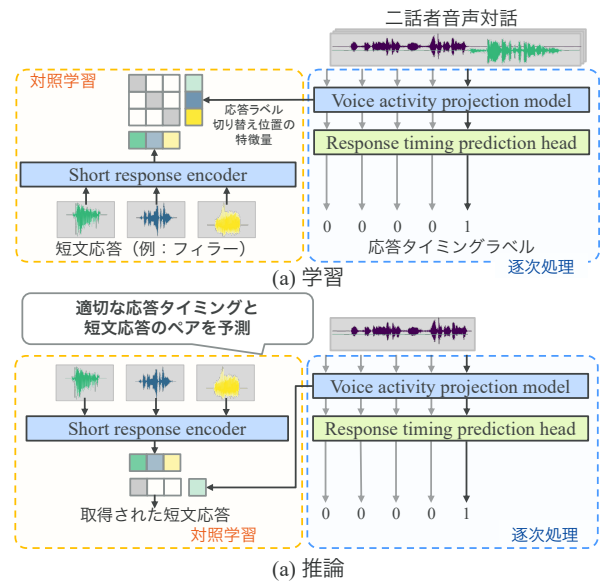 二話者音声対話
対照学習
応答ラベル
切り替え位置の
特徴量
Voice activity projection model
Response timing prediction head
Short response encoder
短文応答（例：フィラー）
0 0 0 0 1
応答タイミングラベル
逐次処理
(a) 学習
適切な応答タイミングと
短文応答のペアを予測
Voice activity projection model
Response timing prediction head
Short response encoder
取得された短文応答
対照学習
0 0 0 0 1
逐次処理
(a) 推論